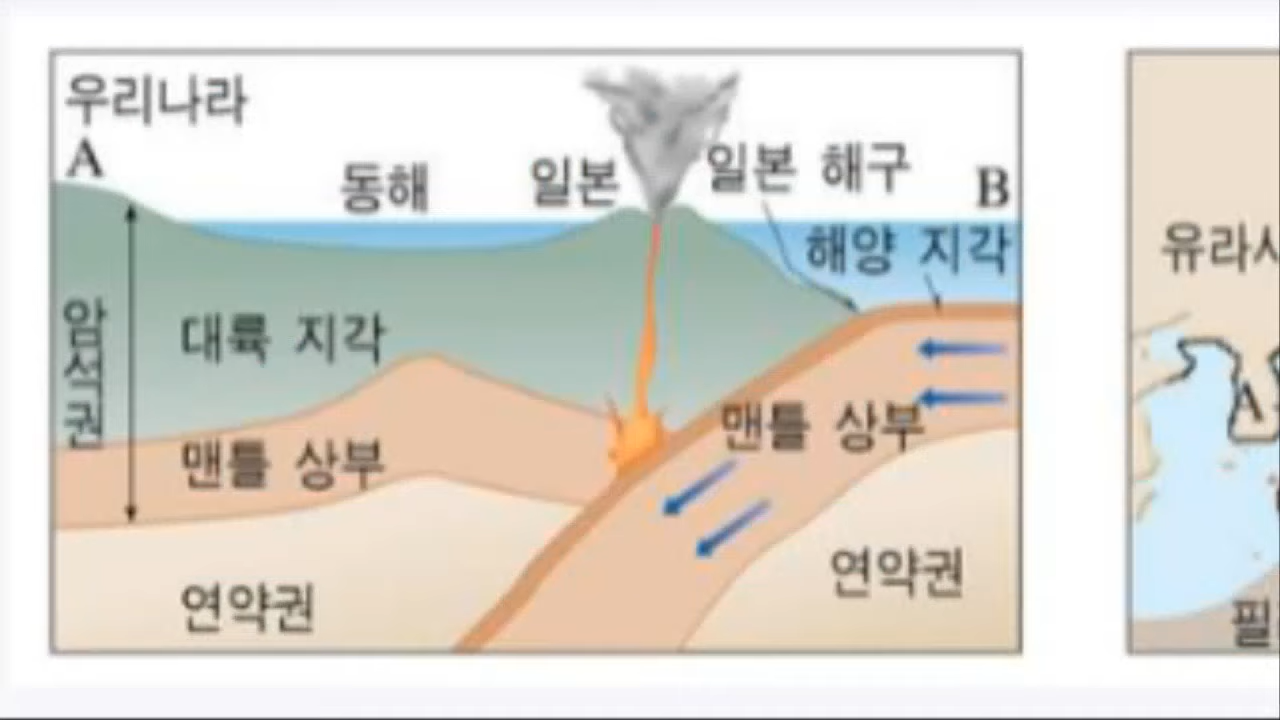 우리나라
A
동해
일본
일본 해구
B
해양 지각
암석권
대륙 지각
맨틀 상부
맨틀 상부
연약권
연약권
유라시
A
필